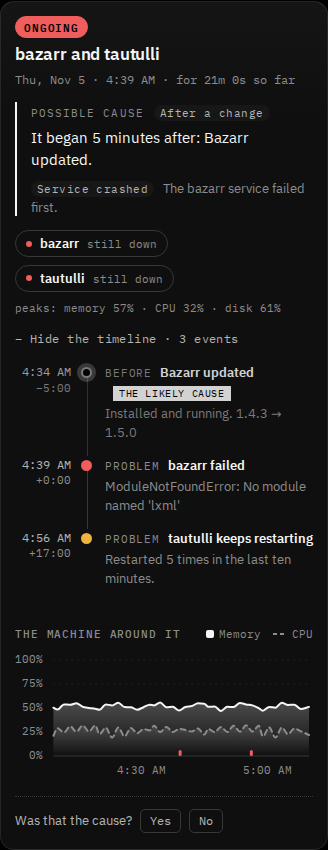 ONGOING
bazarr and tautulli
Thu, Nov 5 · 4:39 AM · for 21m 0s so far
POSSIBLE CAUSE After a change
It began 5 minutes after: Bazarr
updated.
Service crashed The bazarr service failed
first.
bazarr still down
tautulli still down
peaks: memory 57% · CPU 32% · disk 61%
− Hide the timeline · 3 events
4:34 AM BEFORE Bazarr updated
−5:00 THE LIKELY CAUSE
Installed and running. 1.4.3 →
1.5.0
4:39 AM PROBLEM bazarr failed
+0:00 ModuleNotFoundError: No module
named 'lxml'
4:56 AM PROBLEM tautulli keeps restarting
+17:00 Restarted 5 times in the last ten
minutes.
THE MACHINE AROUND IT Memory CPU
100%
75%
50%
25%
0%
4:30 AM 5:00 AM
Was that the cause? Yes No